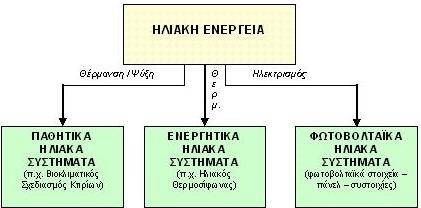 ΗΛΙΑΚΗ ΕΝΕΡΓΕΙΑ
Θέρμανση / Ψύξη
Θ
ε
ρ
μ.
Ηλεκτρισμός
ΠΑΘΗΤΙΚΑ
ΗΛΙΑΚΑ
ΣΥΣΤΗΜΑΤΑ
(π.χ. Βιοκλιματικός
Σχεδιασμός Κτιρίων)
ΕΝΕΡΓΗΤΙΚΑ
ΗΛΙΑΚΑ
ΣΥΣΤΗΜΑΤΑ
(π.χ. Ηλιακός
Θερμοσίφωνας)
ΦΩΤΟΒΟΛΤΑΪΚΑ
ΗΛΙΑΚΑ
ΣΥΣΤΗΜΑΤΑ
(φωτοβολταϊκά στοιχεία –
πάνελ – συστοιχίες)